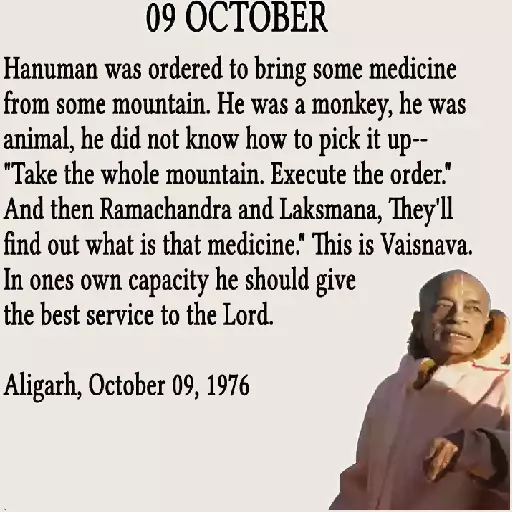 09 OCTOBER
Hanuman was ordered to bring some medicine
from some mountain. He was a monkey, he was
animal, he did not know how to pick it up--
"Take the whole mountain. Execute the order."
And then Ramachandra and Laksmana, They'll
find out what is that medicine." This is Vaisnava.
In ones own capacity he should give
the best service to the Lord.
Aligarh, October 09, 1976